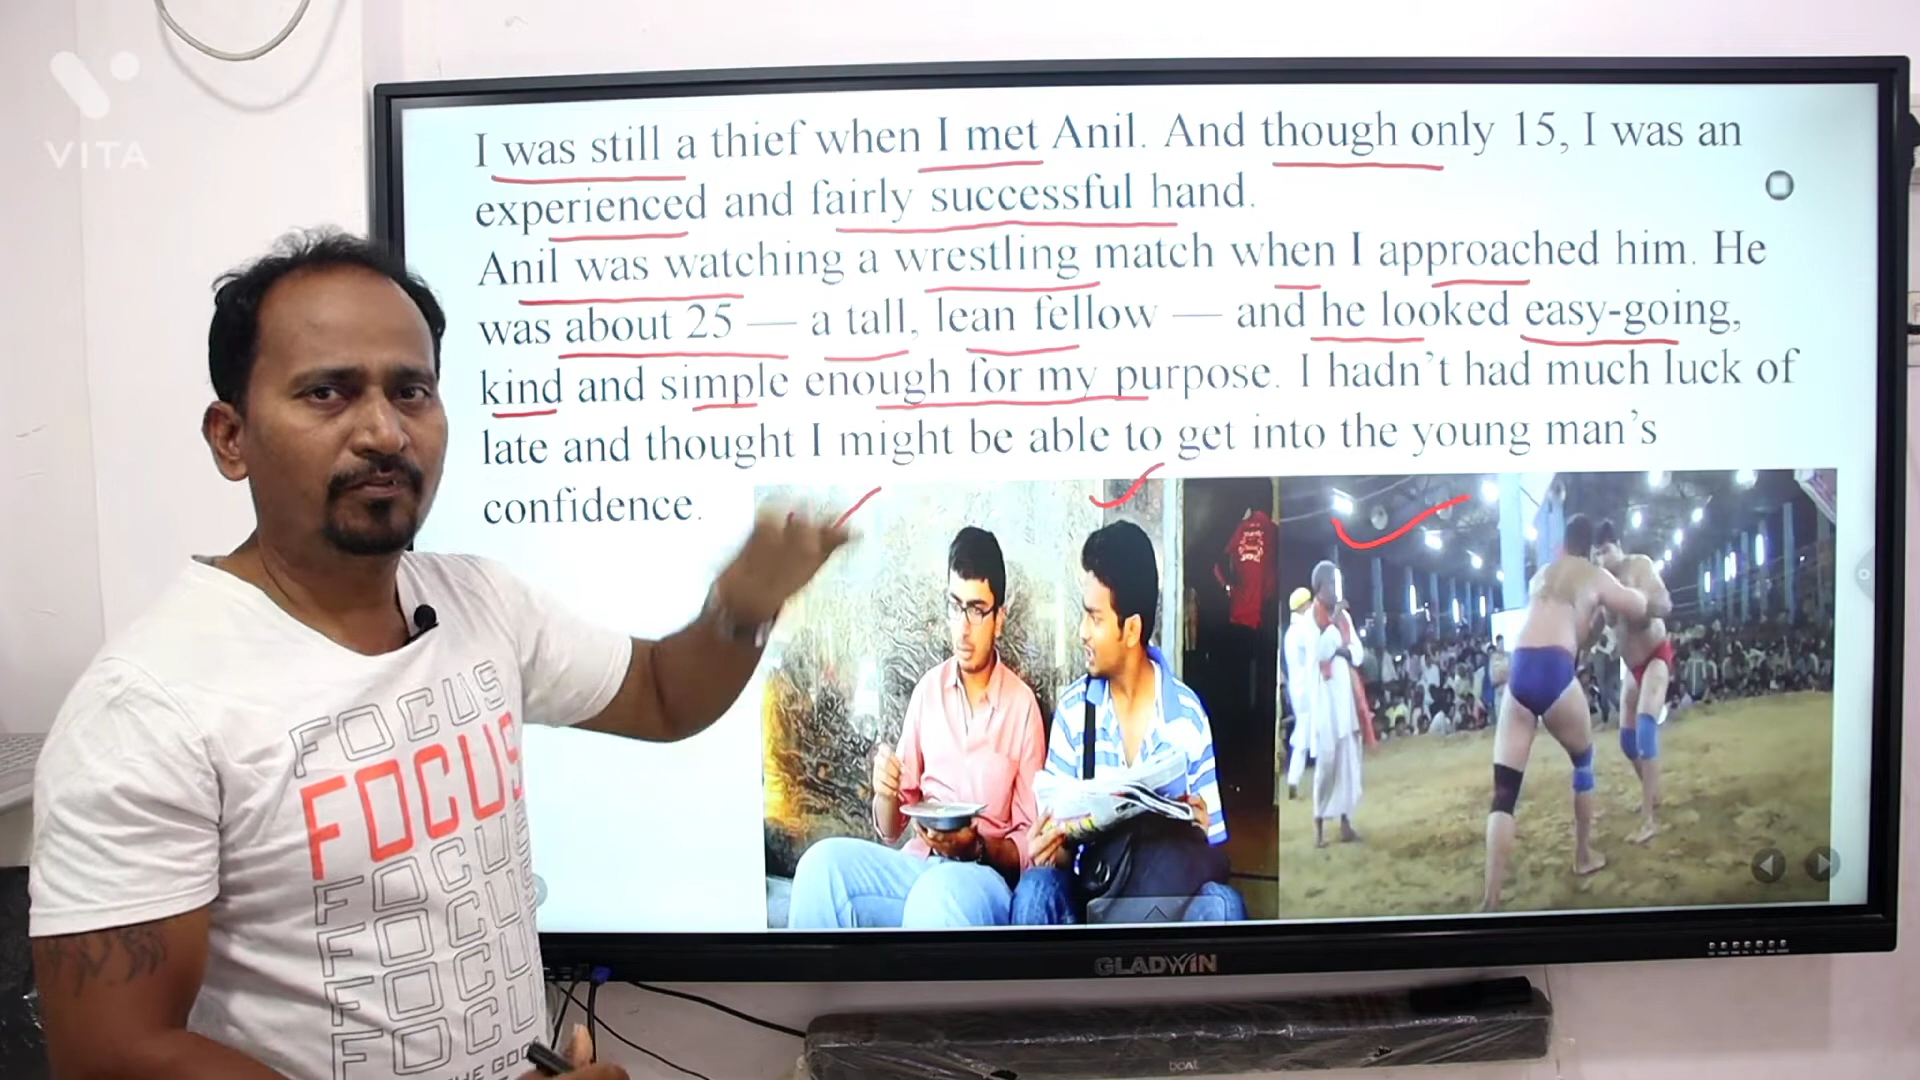 VITA
I was still a thief when I met Anil. And though only 15, I was an
experienced and fairly successful hand.
Anil was watching a wrestling match when I approached him. He
was about 25 — a tall, lean fellow — and he looked easy-going,
kind and simple enough for my purpose. I hadn't had much luck of
late and thought I might be able to get into the young man's
confidence.
FOCUS
FOCUS
FOCUS
FOCUS
FOCUS
FOCUS
GLADWIN